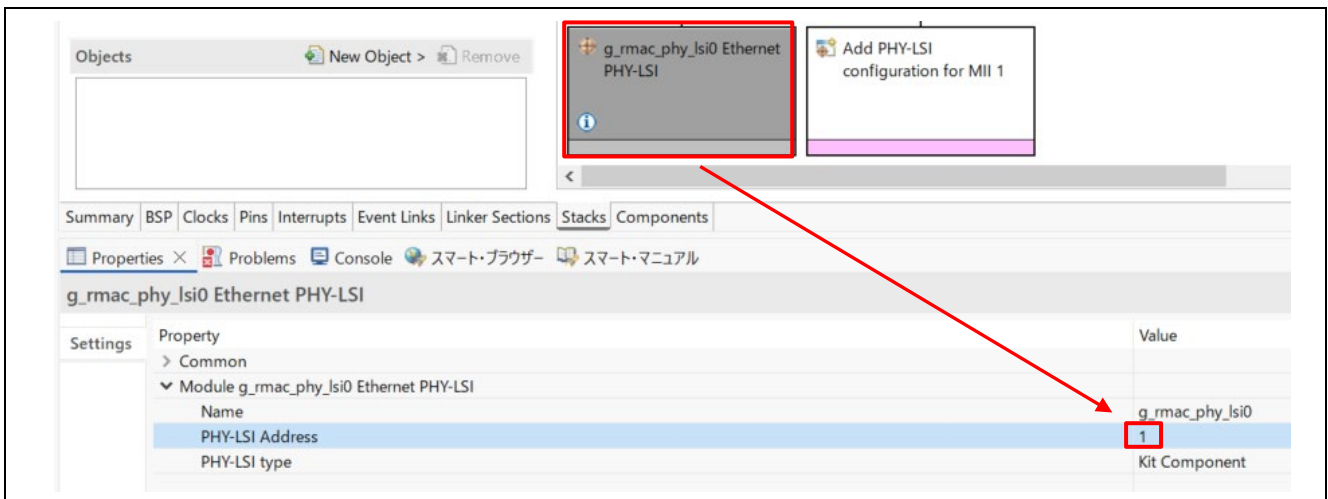 Objects
New Object >
Remove
g_rmac_phy_lsi0 Ethernet
PHY-LSI
Add PHY-LSI
configuration for MII 1
Summary BSP Clocks Pins Interrupts Event Links Linker Sections Stacks Components
Properties Problems Console スマート・ブラウザー スマート・マニュアル
g_rmac_phy_lsi0 Ethernet PHY-LSI
Settings
Property Value
> Common
Module g_rmac_phy_lsi0 Ethernet PHY-LSI
Name g_rmac_phy_lsi0
PHY-LSI Address 1
PHY-LSI type Kit Component